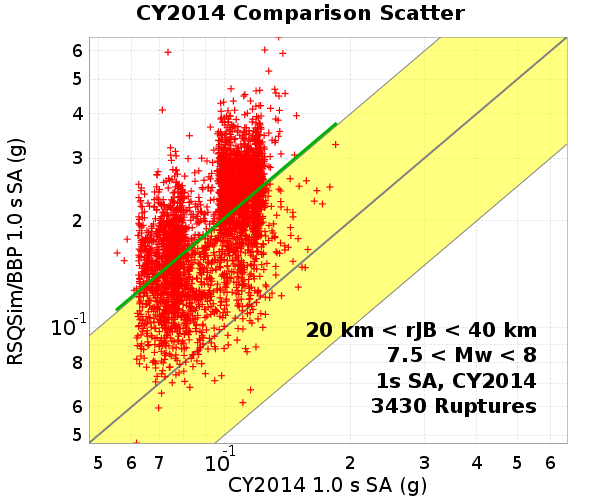 CY2014 Comparison Scatter
RSQSim/BBP 1.0 s SA (g)
6
5
4
3
2
10⁻¹
8
6
5
20 km < rJB < 40 km
7.5 < Mw < 8
1s SA, CY2014
3430 Ruptures
5 6 7 10⁻¹ 2 3 4 5 6
CY2014 1.0 s SA (g)